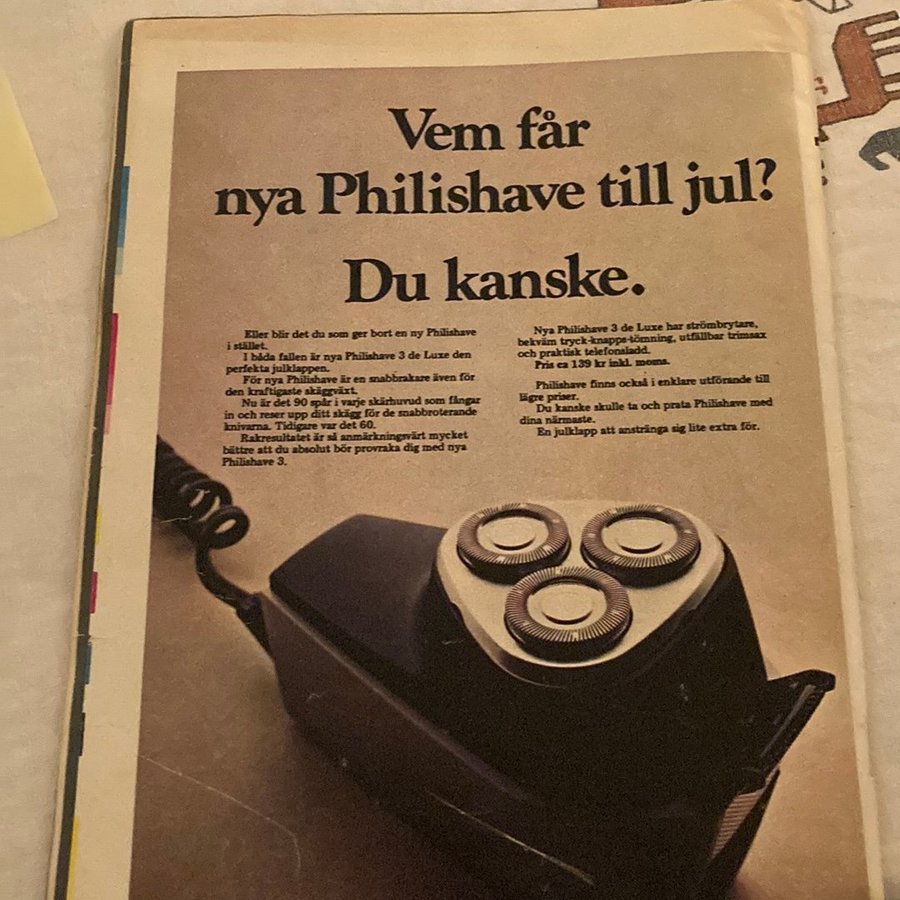 Vem får
nya Philishave till jul?
Du kanske.
Eller blir det du som ger bort en ny Philishave
i stället.
I båda fallen är nya Philishave 3 de Luxe den
perfekta julklappen.
För nya Philishave är en snabbrakare även för
den kraftigaste skäggväxt.
Nu är det 90 spår i varje skärhuvud som fångar
in och reser upp ditt skägg för de snabbroterande
knivarna. Tidigare var det 60.
Rakresultatet är så anmärkningsvärt mycket
bättre att du absolut bör provraka dig med nya
Philishave 3.
Nya Philishave 3 de Luxe har strömbrytare,
bekväm tryck-knapps-tömning, utfällbar trimsax
och praktisk telefonsladd.
Pris ca 139 kr inkl. moms.
Philishave finns också i enklare utförande till
lägre priser.
Du kanske skulle ta och prata Philishave med
dina närmaste.
En julklapp att anstränga sig lite extra för.